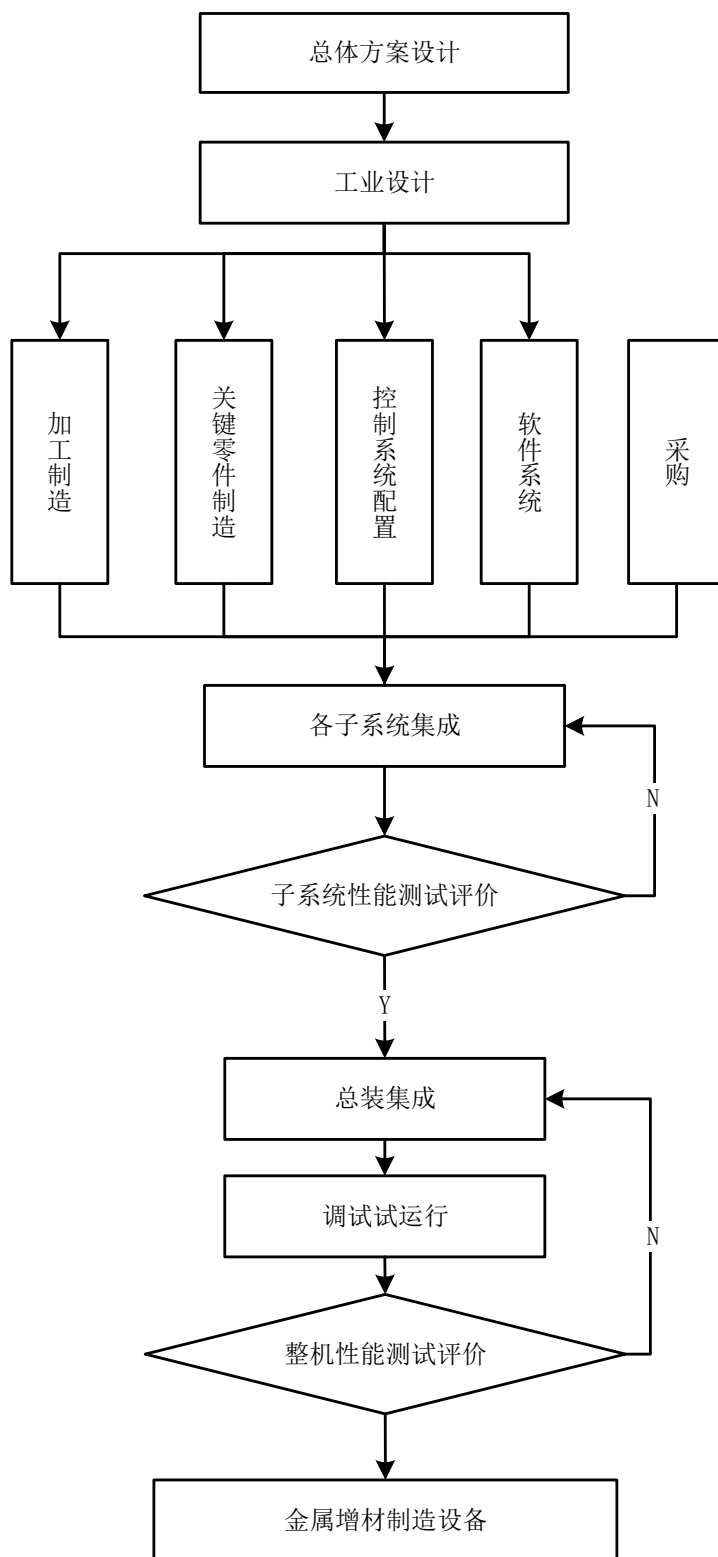 总体方案设计
工业设计
加工制造
关键零件制造
控制系统配置
软件系统
采购
各子系统集成
N
子系统性能测试评价
Y
总装集成
调试试运行
N
整机性能测试评价
金属增材制造设备